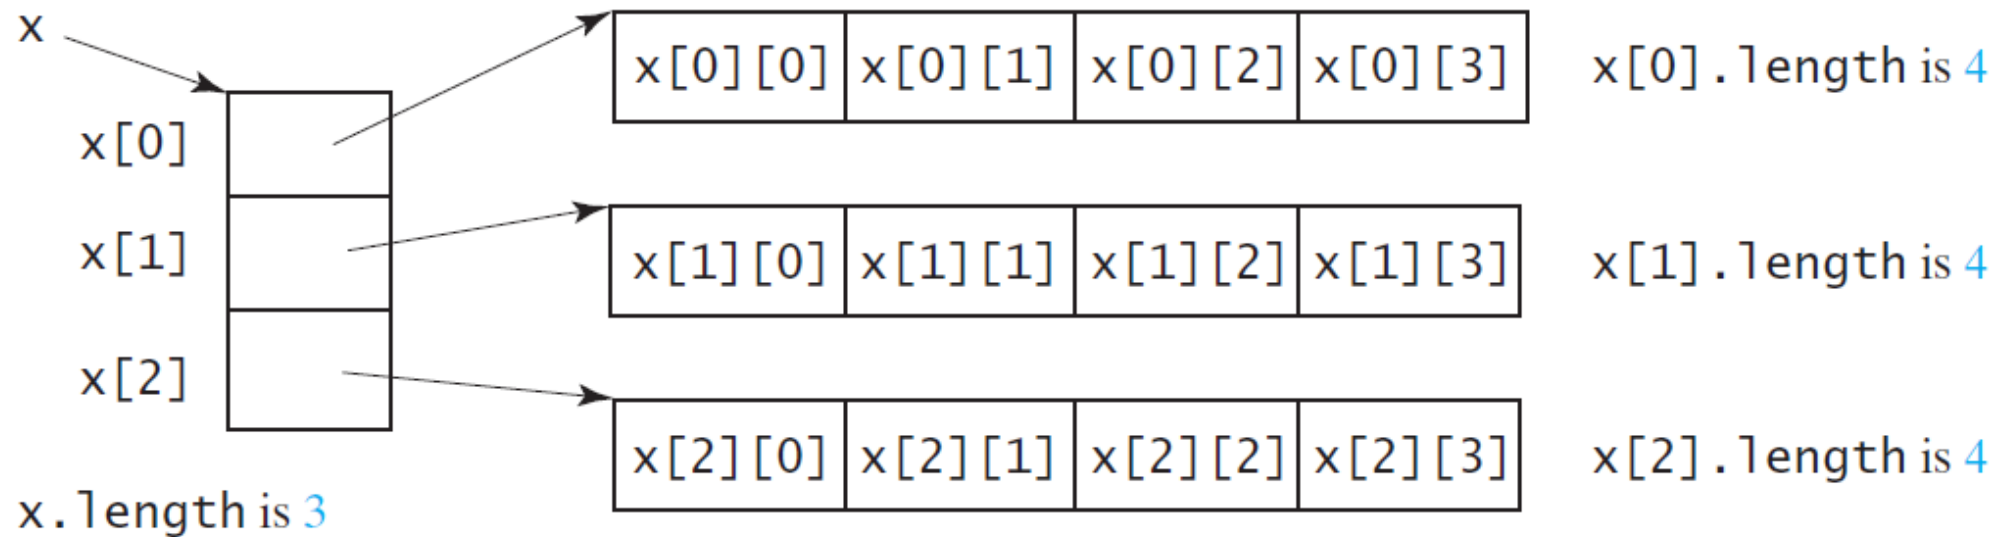 x
x[0][0] x[0][1] x[0][2] x[0][3] x[0].length is 4
x[0]
x[1]
x[1][0] x[1][1] x[1][2] x[1][3] x[1].length is 4
x[2]
x[2][0] x[2][1] x[2][2] x[2][3] x[2].length is 4
x.length is 3